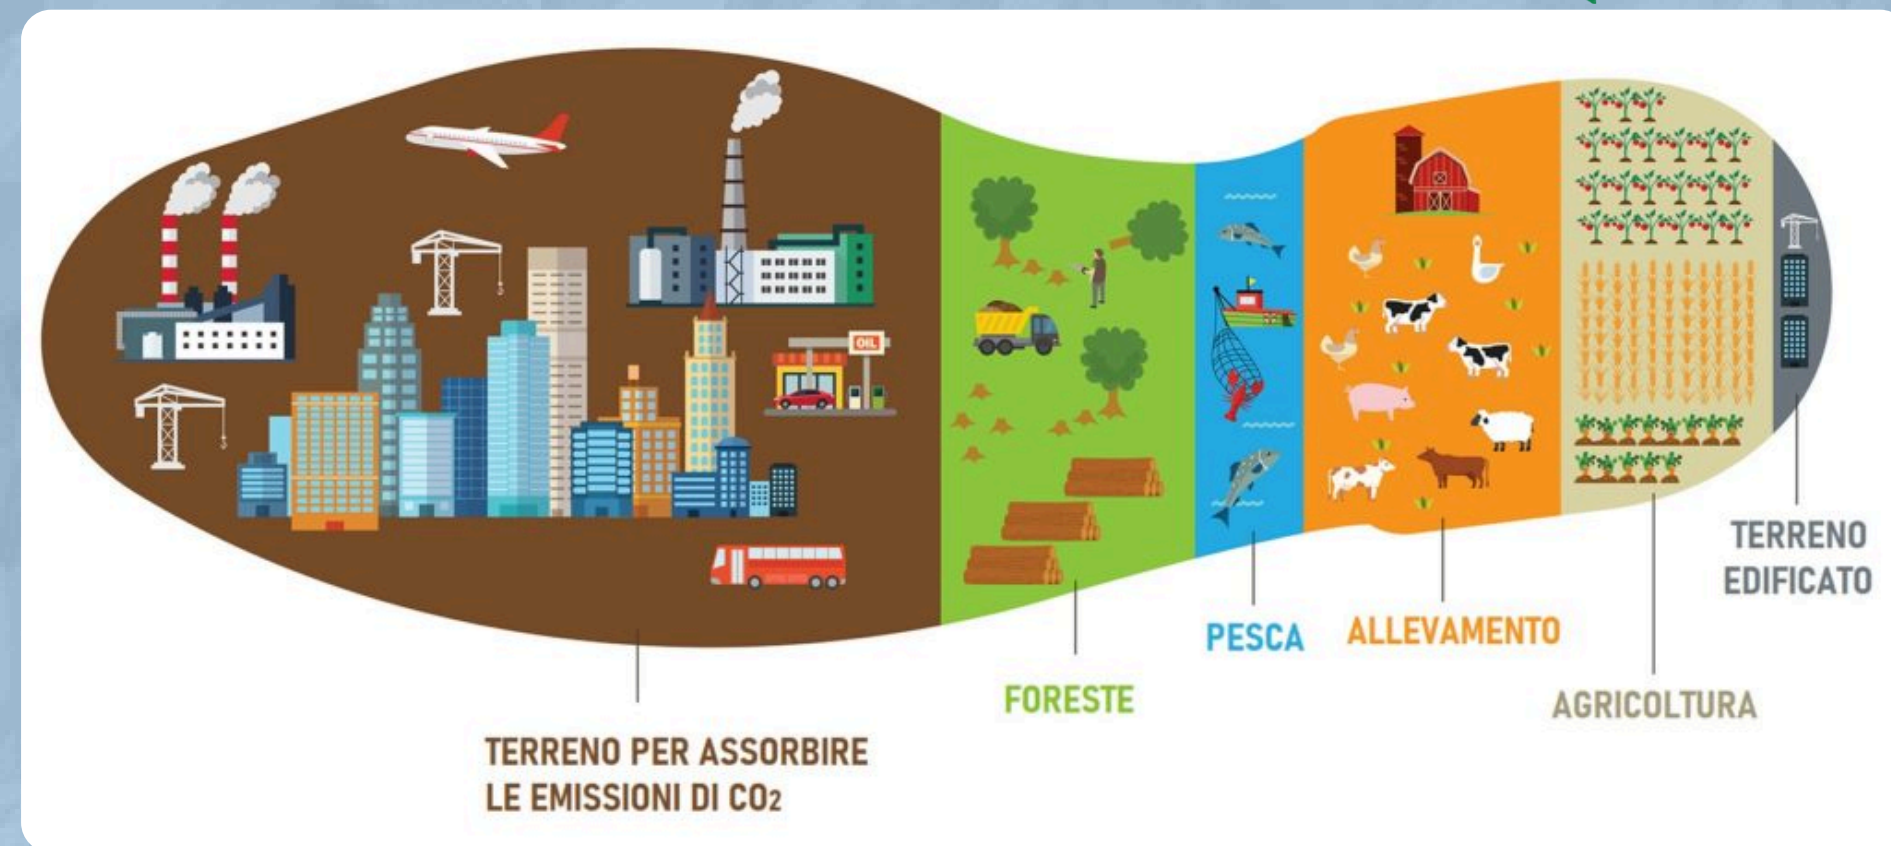 OIL
TERRENO PER ASSORBIRE
LE EMISSIONI DI CO₂
FORESTE
PESCA
ALLEVAMENTO
AGRICOLTURA
TERRENO
EDIFICATO